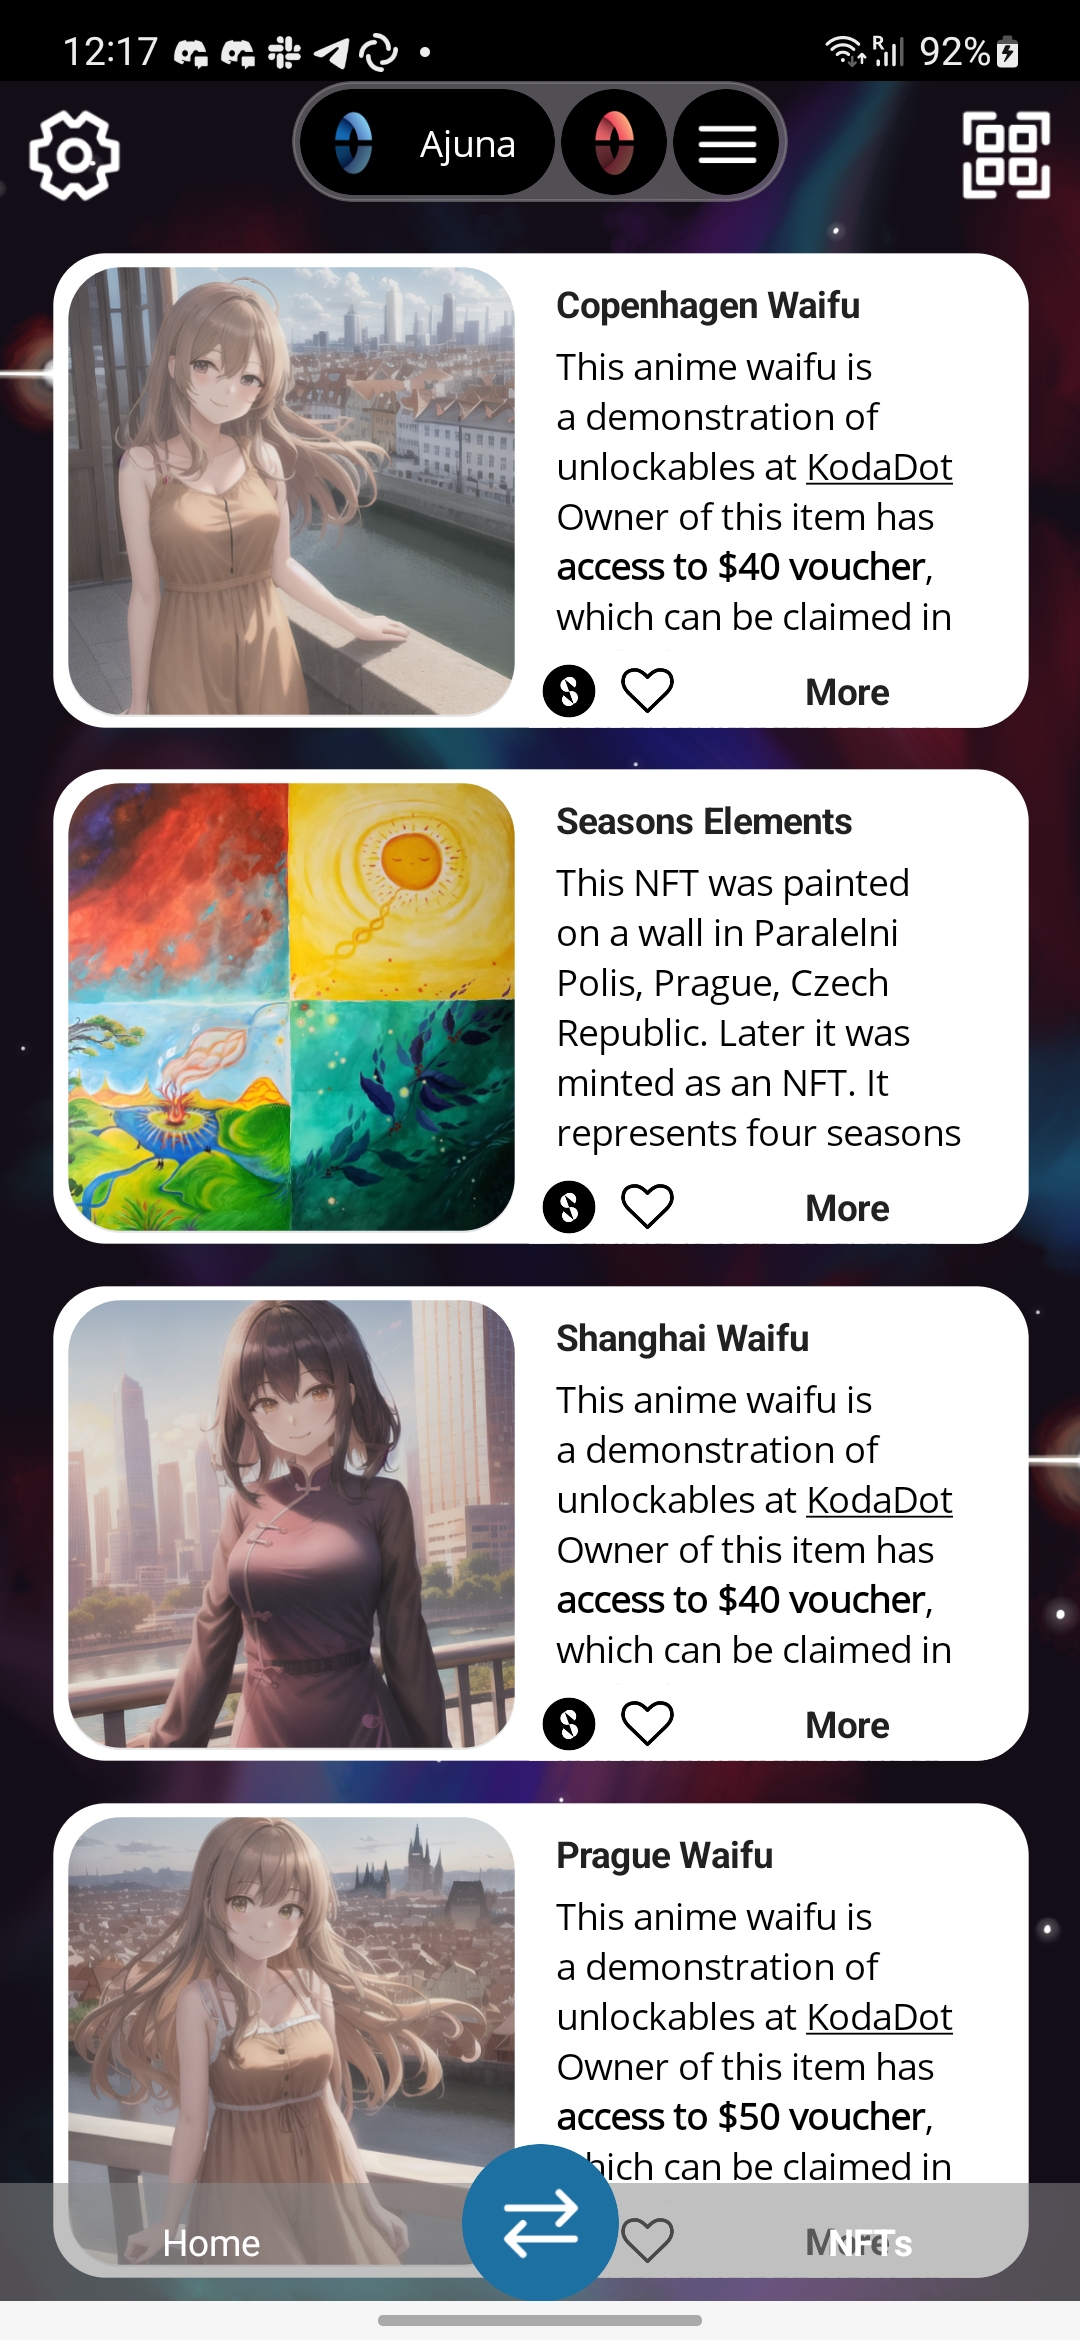 12:17
R
92%
Ajuna
Copenhagen Waifu
This anime waifu is
a demonstration of
unlockables at KodaDot
Owner of this item has
access to $40 voucher,
which can be claimed in
More
Seasons Elements
This NFT was painted
on a wall in Paralelni
Polis, Prague, Czech
Republic. Later it was
minted as an NFT. It
represents four seasons
More
Shanghai Waifu
This anime waifu is
a demonstration of
unlockables at KodaDot
Owner of this item has
access to $40 voucher,
which can be claimed in
More
Prague Waifu
This anime waifu is
a demonstration of
unlockables at KodaDot
Owner of this item has
access to $50 voucher,
which can be claimed in
More
Home
NFTs